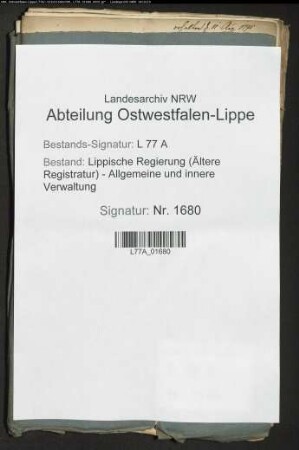 Landesarchiv NRW
Abteilung Ostwestfalen-Lippe
Bestands-Signatur: L 77 A
Bestand: Lippische Regierung (Ältere
Registratur) - Allgemeine und innere
Verwaltung
Signatur: Nr. 1680
L77A_01680